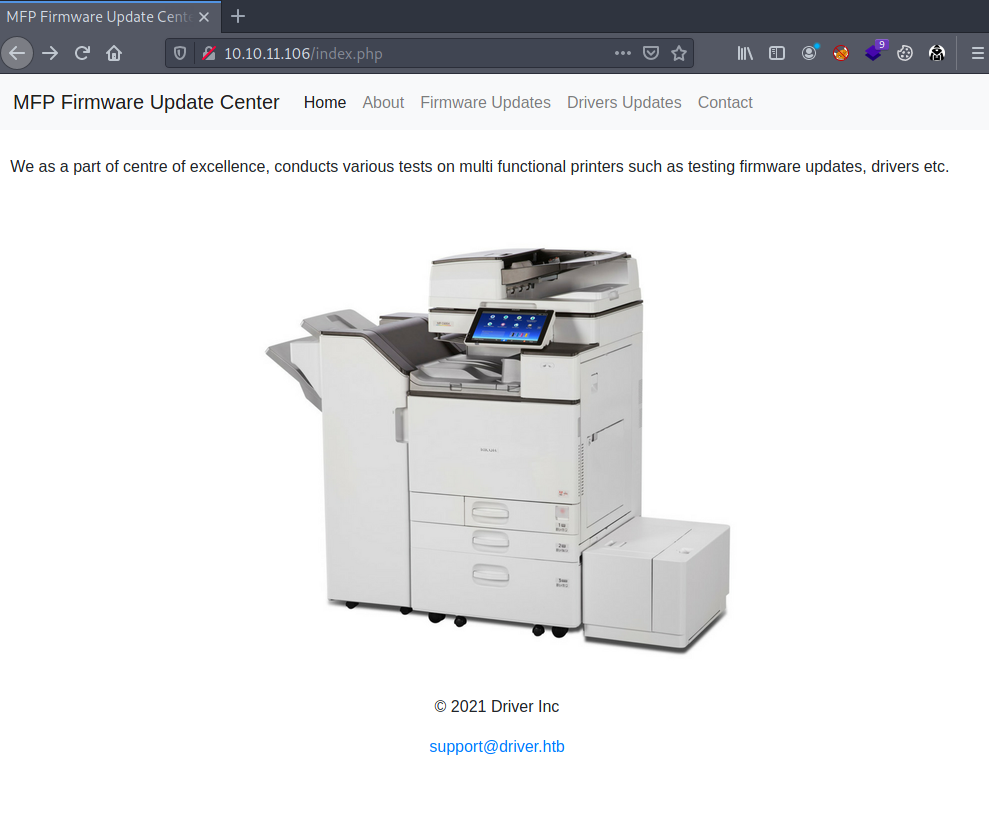 MFP Firmware Update Cent
10.10.11.106/index.php
9
MFP Firmware Update Center Home About Firmware Updates Drivers Updates Contact
We as a part of centre of excellence, conducts various tests on multi functional printers such as testing firmware updates, drivers etc.
© 2021 Driver Inc
support@driver.htb